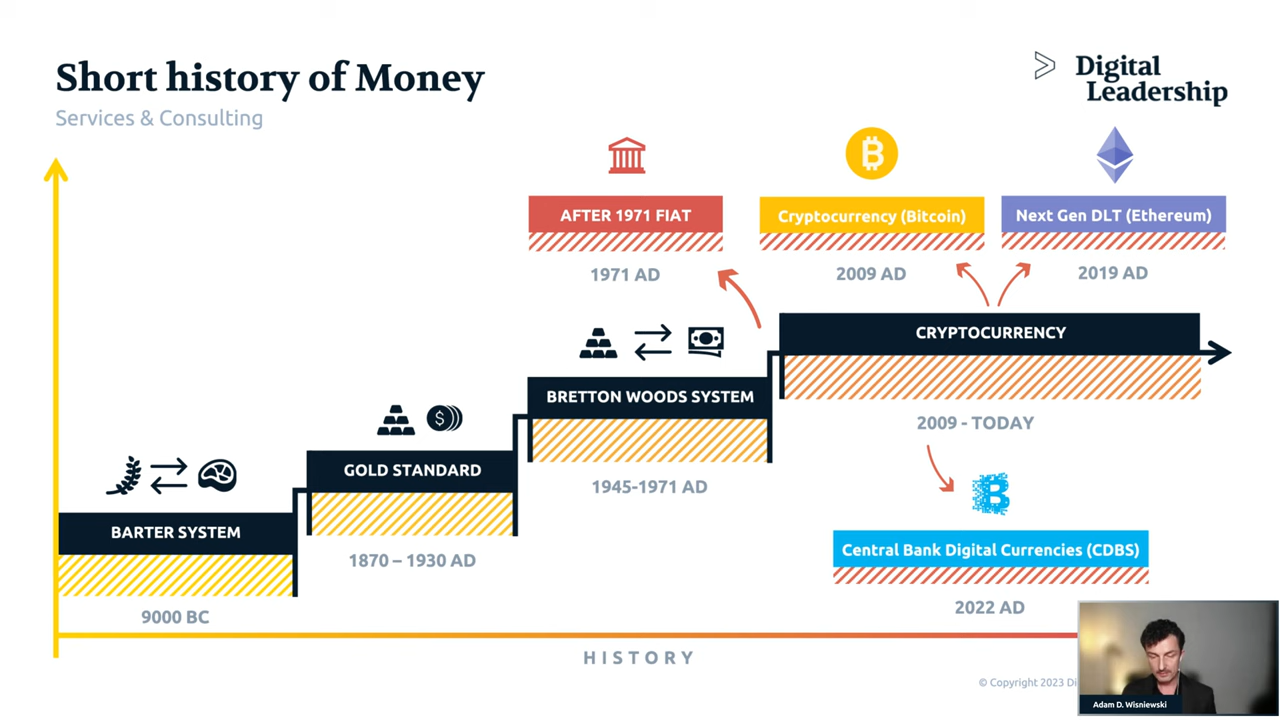 Short history of Money
Services & Consulting
Digital
Leadership
AFTER 1971 FIAT
1971 AD
Cryptocurrency (Bitcoin)
2009 AD
Next Gen DLT (Ethereum)
2019 AD
CRYPTOCURRENCY
2009 - TODAY
BRETTON WOODS SYSTEM
1945-1971 AD
GOLD STANDARD
1870 – 1930 AD
BARTER SYSTEM
9000 BC
Central Bank Digital Currencies (CDBS)
2022 AD
HISTORY
© Copyright 2023
Adam D. Wisniewski